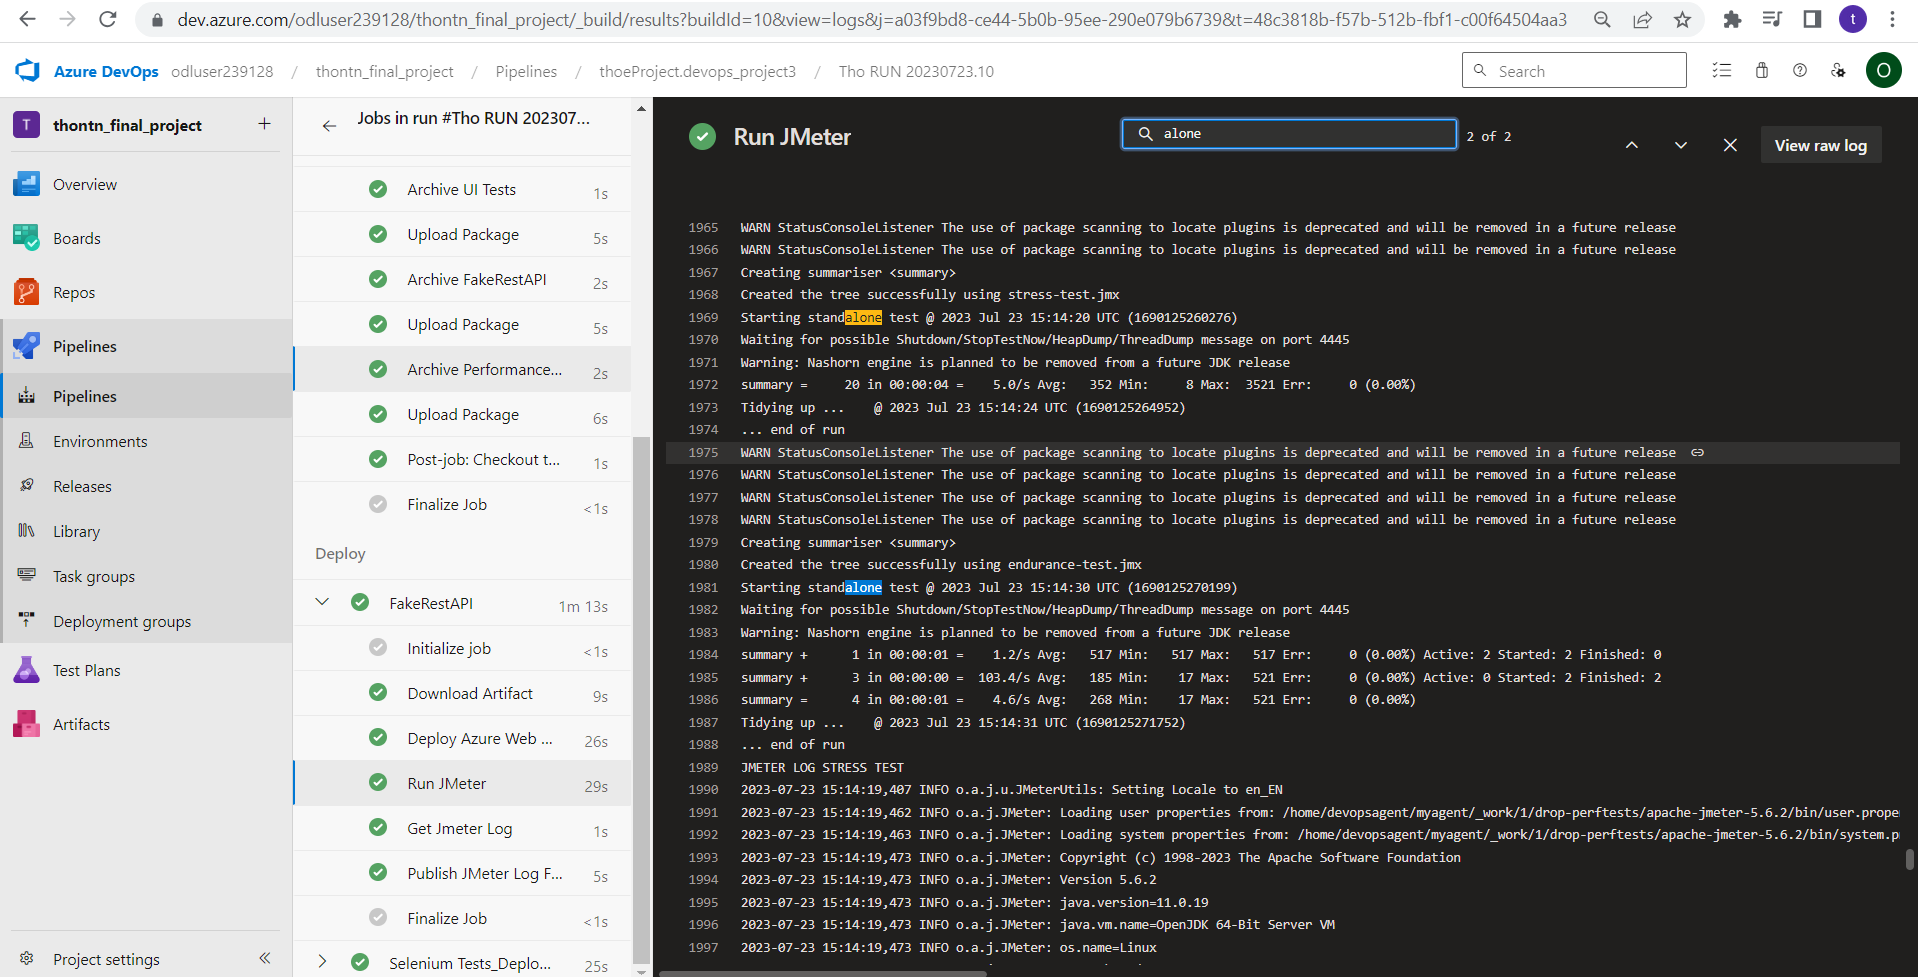 dev.azure.com/odluser239128/thontn_final_project/_build/results?buildId=10&view=logs&j=a03f9bd8-ce44-5b0b-95ee-290e079b6739&t=48c3818b-f57b-512b-fbf1-c00f64504aa3
t
Azure DevOps odluser239128 / thontn_final_project / Pipelines / thoeProject.devops_project3 / Tho RUN 20230723.10
Search
O
T thontn_final_project +
Overview
Boards
Repos
Pipelines
Pipelines
Environments
Releases
Library
Task groups
Deployment groups
Test Plans
Artifacts
Project settings
Jobs in run #Tho RUN 202307...
Archive UI Tests 1s
Upload Package 5s
Archive FakeRestAPI 2s
Upload Package 5s
Archive Performance... 2s
Upload Package 6s
Post-job: Checkout t... 1s
Finalize Job <1s
Deploy
FakeRestAPI 1m 13s
Initialize job <1s
Download Artifact 9s
Deploy Azure Web ... 26s
Run JMeter 29s
Get Jmeter Log 1s
Publish JMeter Log F... 5s
Finalize Job <1s
Selenium Tests_Deplo... 25s
Run JMeter
alone
2 of 2
View raw log
1965 WARN StatusConsoleListener The use of package scanning to locate plugins is deprecated and will be removed in a future release
1966 WARN StatusConsoleListener The use of package scanning to locate plugins is deprecated and will be removed in a future release
1967 Creating summariser <summary>
1968 Created the tree successfully using stress-test.jmx
1969 Starting standalone test @ 2023 Jul 23 15:14:20 UTC (1690125260276)
1970 Waiting for possible Shutdown/StopTestNow/HeapDump/ThreadDump message on port 4445
1971 Warning: Nashorn engine is planned to be removed from a future JDK release
1972 summary = 20 in 00:00:04 = 5.0/s Avg: 352 Min: 8 Max: 3521 Err: 0 (0.00%)
1973 Tidying up ... @ 2023 Jul 23 15:14:24 UTC (1690125264952)
1974 ... end of run
1975 WARN StatusConsoleListener The use of package scanning to locate plugins is deprecated and will be removed in a future release
1976 WARN StatusConsoleListener The use of package scanning to locate plugins is deprecated and will be removed in a future release
1977 WARN StatusConsoleListener The use of package scanning to locate plugins is deprecated and will be removed in a future release
1978 WARN StatusConsoleListener The use of package scanning to locate plugins is deprecated and will be removed in a future release
1979 Creating summariser <summary>
1980 Created the tree successfully using endurance-test.jmx
1981 Starting standalone test @ 2023 Jul 23 15:14:30 UTC (1690125270199)
1982 Waiting for possible Shutdown/StopTestNow/HeapDump/ThreadDump message on port 4445
1983 Warning: Nashorn engine is planned to be removed from a future JDK release
1984 summary + 1 in 00:00:01 = 1.2/s Avg: 517 Min: 517 Max: 517 Err: 0 (0.00%) Active: 2 Started: 2 Finished: 0
1985 summary + 3 in 00:00:00 = 103.4/s Avg: 185 Min: 17 Max: 521 Err: 0 (0.00%) Active: 0 Started: 2 Finished: 2
1986 summary = 4 in 00:00:01 = 4.6/s Avg: 268 Min: 17 Max: 521 Err: 0 (0.00%)
1987 Tidying up ... @ 2023 Jul 23 15:14:31 UTC (1690125271752)
1988 ... end of run
1989 JMETER LOG STRESS TEST
1990 2023-07-23 15:14:19,407 INFO o.a.j.u.JMeterUtils: Setting Locale to en_EN
1991 2023-07-23 15:14:19,462 INFO o.a.j.JMeter: Loading user properties from: /home/devopsagent/myagent/_work/1/drop-perftests/apache-jmeter-5.6.2/bin/user.prope
1992 2023-07-23 15:14:19,463 INFO o.a.j.JMeter: Loading system properties from: /home/devopsagent/myagent/_work/1/drop-perftests/apache-jmeter-5.6.2/bin/system.p
1993 2023-07-23 15:14:19,473 INFO o.a.j.JMeter: Copyright (c) 1998-2023 The Apache Software Foundation
1994 2023-07-23 15:14:19,473 INFO o.a.j.JMeter: Version 5.6.2
1995 2023-07-23 15:14:19,473 INFO o.a.j.JMeter: java.version=11.0.19
1996 2023-07-23 15:14:19,473 INFO o.a.j.JMeter: java.vm.name=OpenJDK 64-Bit Server VM
1997 2023-07-23 15:14:19,473 INFO o.a.j.JMeter: os.name=Linux